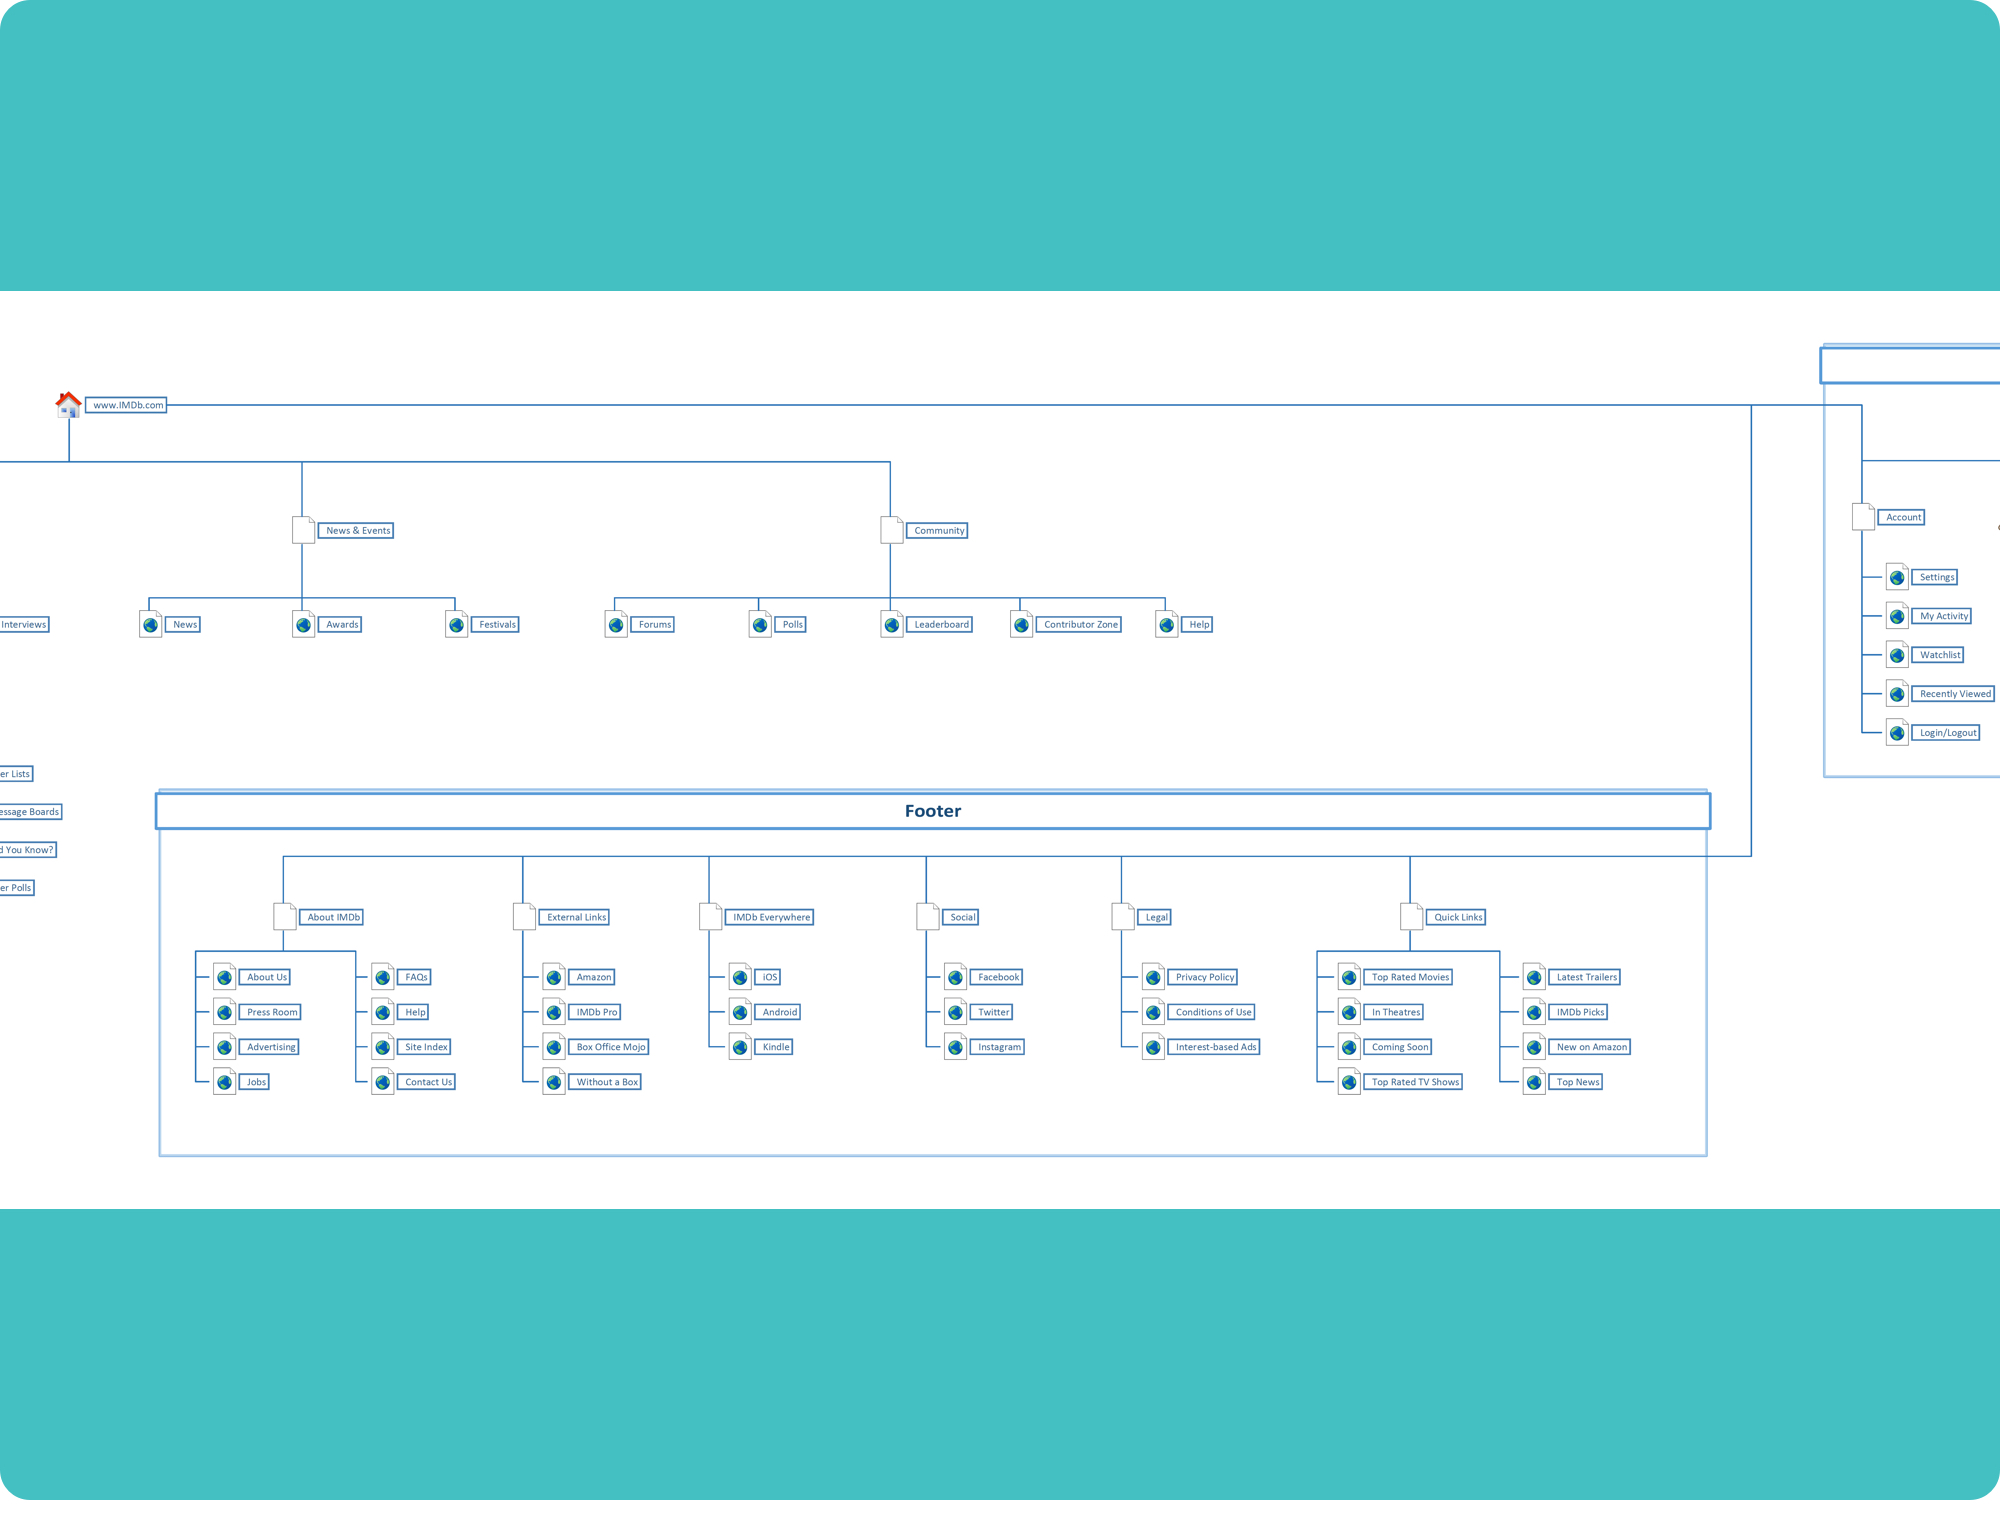 www.IMDb.com
News & Events
Community
Account
Settings
My Activity
Watchlist
Recently Viewed
Login/Logout
Interviews
News
Awards
Festivals
Forums
Polls
Leaderboard
Contributor Zone
Help
er Lists
essage Boards
d You Know?
er Polls
Footer
About IMDb
External Links
IMDb Everywhere
Social
Legal
Quick Links
About Us
FAQs
Amazon
iOS
Facebook
Privacy Policy
Top Rated Movies
Latest Trailers
Press Room
Help
IMDb Pro
Android
Twitter
Conditions of Use
In Theatres
IMDb Picks
Advertising
Site Index
Box Office Mojo
Kindle
Instagram
Interest-based Ads
Coming Soon
New on Amazon
Jobs
Contact Us
Without a Box
Top Rated TV Shows
Top News